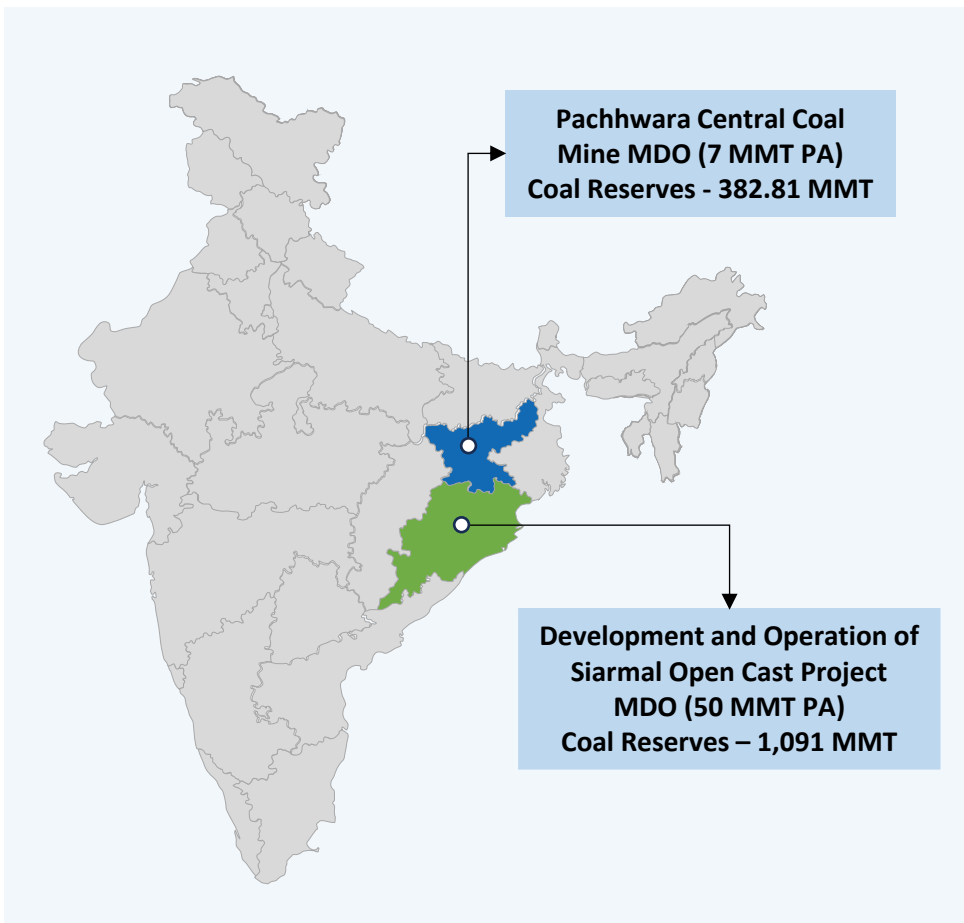 Pachhwara Central Coal
Mine MDO (7 MMT PA)
Coal Reserves - 382.81 MMT
Development and Operation of
Siarmal Open Cast Project
MDO (50 MMT PA)
Coal Reserves – 1,091 MMT